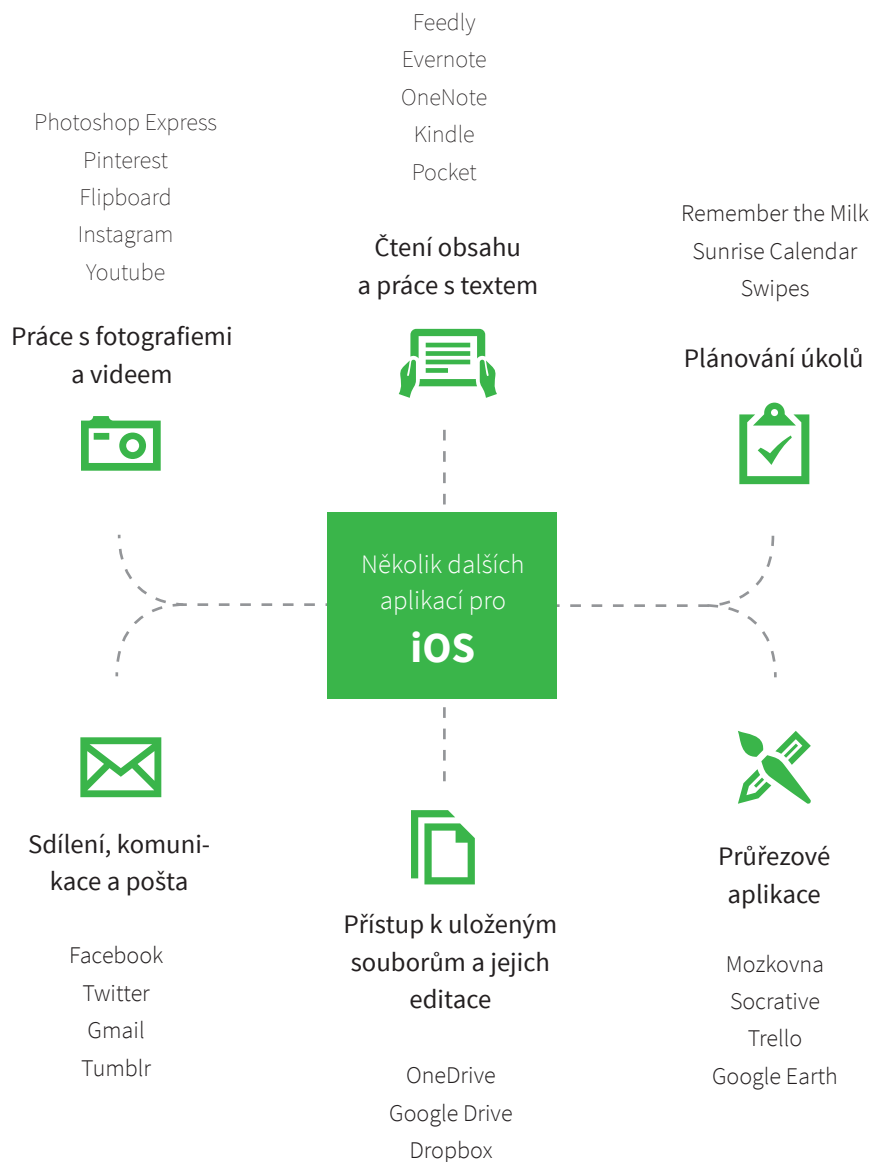 Feedly
Evernote
OneNote
Kindle
Pocket
Čtení obsahu
a práce s textem
Photoshop Express
Pinterest
Flipboard
Instagram
Youtube
Práce s fotografiemi
a videem
Remember the Milk
Sunrise Calendar
Swipes
Plánování úkolů
Několik dalších
aplikací pro
iOS
Sdílení, komuni-
kace a pošta
Facebook
Twitter
Gmail
Tumblr
Přístup k uloženým
souborům a jejich
editace
OneDrive
Google Drive
Dropbox
Průřezové
aplikace
Mozkovna
Socrative
Trello
Google Earth